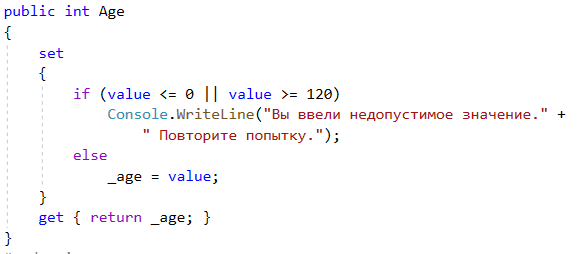 public int Age
{
    set
    {
        if (value <= 0 || value >= 120)
            Console.WriteLine("Вы ввели недопустимое значение." +
                " Повторите попытку.");
        else
            _age = value;
    }
    get { return _age; }
}